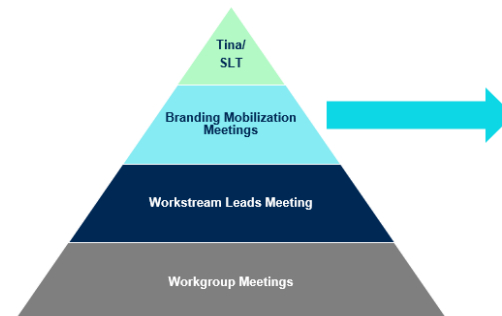 Tina/
SLT
Branding Mobilization
Meetings
Workstream Leads Meeting
Workgroup Meetings